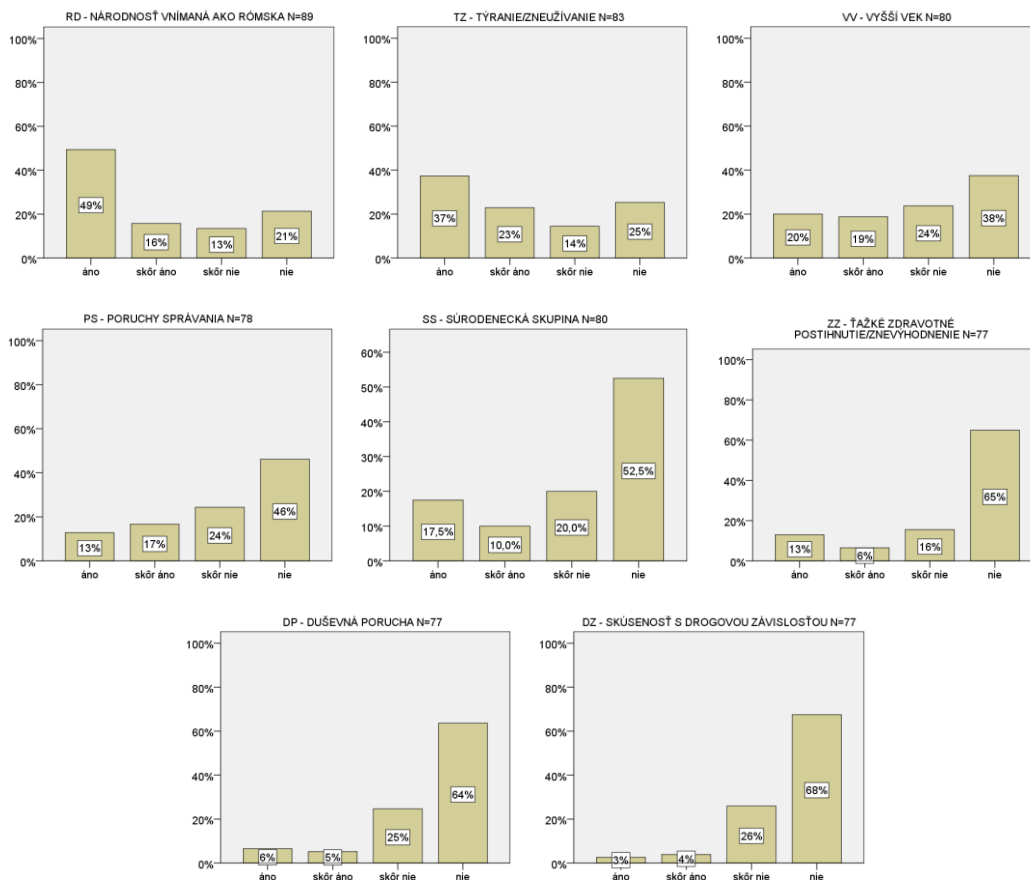 RD - NÁRODNOSŤ VNÍMANÁ AKO RÓMSKA N=89
100%
80%
60%
40%
20%
0%
49%
16%
13%
21%
áno
skôr áno
skôr nie
nie
TZ - TÝRANIE/ZNEUŽÍVANIE N=83
100%
80%
60%
40%
20%
0%
37%
23%
14%
25%
áno
skôr áno
skôr nie
nie
VV - VYŠŠÍ VEK N=80
100%
80%
60%
40%
20%
0%
20%
19%
24%
38%
áno
skôr áno
skôr nie
nie
PS - PORUCHY SPRÁVANIA N=78
100%
80%
60%
40%
20%
0%
13%
17%
24%
46%
áno
skôr áno
skôr nie
nie
SS - SÚRODENECKÁ SKUPINA N=80
60%
50%
40%
30%
20%
10%
0%
17,5%
10,0%
20,0%
52,5%
áno
skôr áno
skôr nie
nie
ZZ - ŤAŽKÉ ZDRAVOTNÉ
POSTIHNUTIE/ZNEVÝHODNENIE N=77
100%
80%
60%
40%
20%
0%
13%
6%
16%
65%
áno
skôr áno
skôr nie
nie
DP - DUŠEVNÁ PORUCHA N=77
100%
80%
60%
40%
20%
0%
6%
5%
25%
64%
áno
skôr áno
skôr nie
nie
DZ - SKÚSENOSŤ S DROGOVOU ZÁVISLOSŤOU N=77
100%
80%
60%
40%
20%
0%
3%
4%
26%
68%
áno
skôr áno
skôr nie
nie